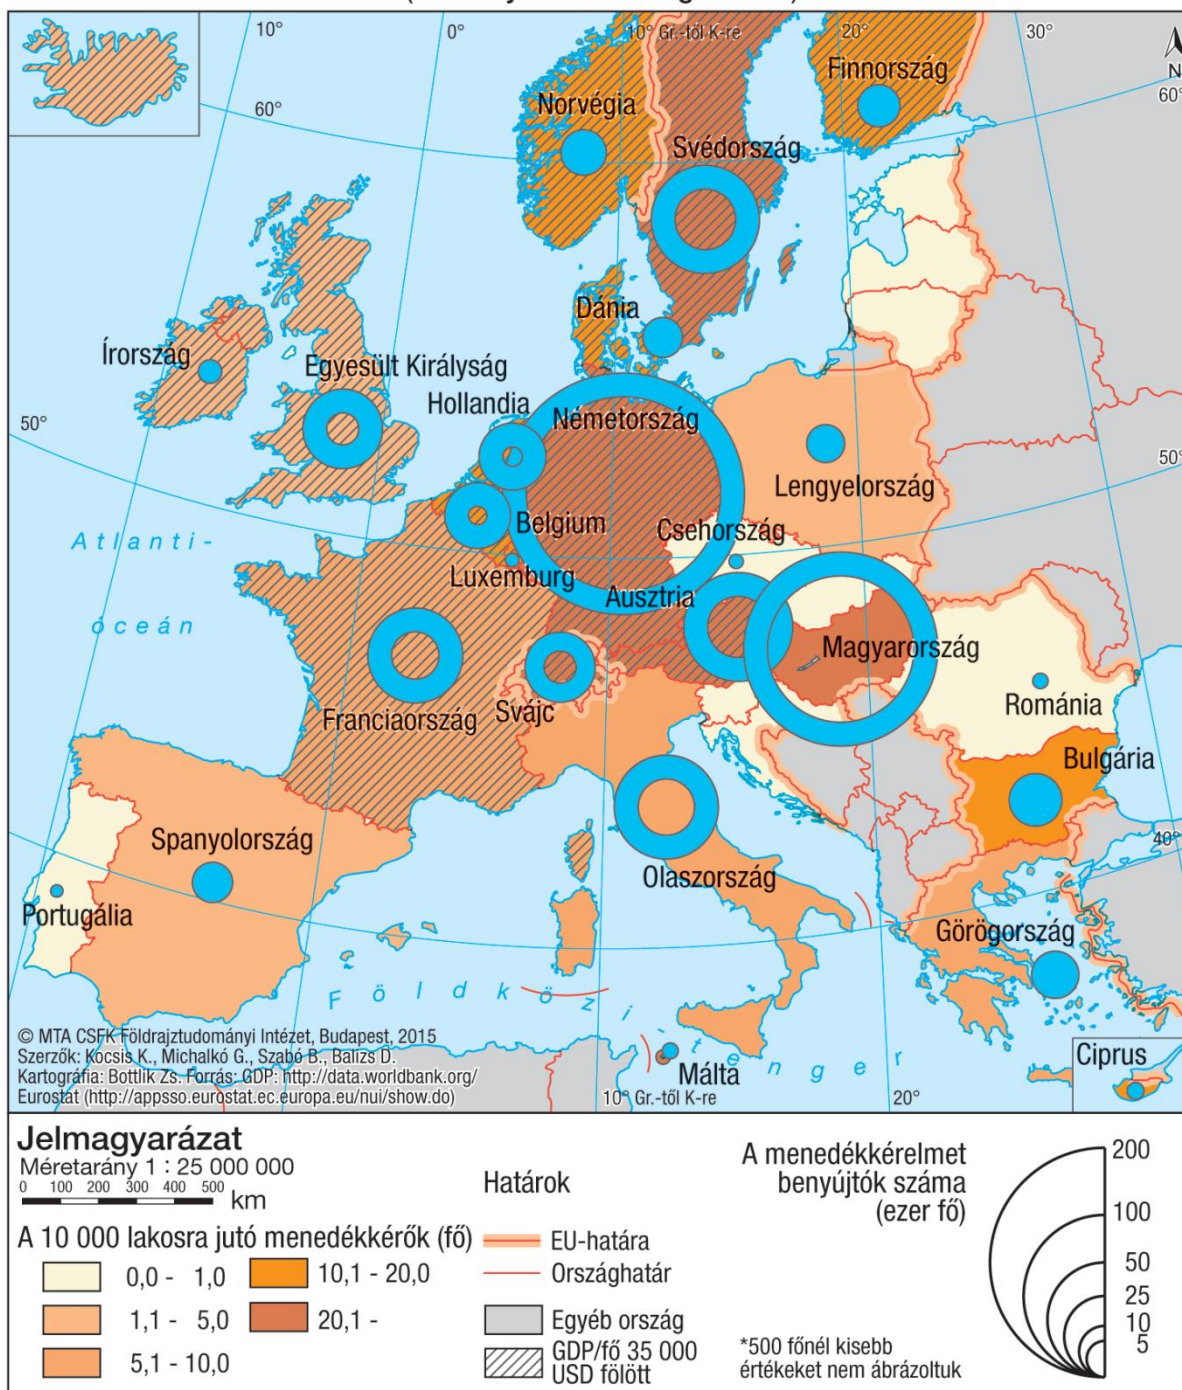 10°
0°
10° Gr.-től K-re
20°
30°
N
60°
60°
Finnország
Norvégia
Svédország
Dánia
Írország
Egyesült Királyság
Hollandia
Németország
50°
50°
Lengyelország
Csehország
Belgium
Luxemburg
Ausztria
Atlanti-
óceán
Magyarország
Svájc
Franciaország
Románia
Bulgária
40°
Spanyolország
Olaszország
Portugália
Görögország
Földközi-tenger
Málta
Ciprus
© MTA CSFK Földrajztudományi Intézet, Budapest, 2015
Szerzők: Kocsis K., Michalkó G., Szabó B., Balizs D.
Kartográfia: Bottlik Zs. Forrás: GDP: http://data.worldbank.org/
Eurostat (http://appsso.eurostat.ec.europa.eu/nui/show.do)
10° Gr.-től K-re
20°
Jelmagyarázat
Méretarány 1 : 25 000 000
0 100 200 300 400 500 km
A 10 000 lakosra jutó menedékkérők (fő)
0,0 - 1,0
1,1 - 5,0
5,1 - 10,0
10,1 - 20,0
20,1 -
Határok
EU-határa
Országhatár
Egyéb ország
GDP/fő 35 000
USD fölött
A menedékkérelmet
benyújtók száma
(ezer fő)
200
100
50
25
10
5
*500 főnél kisebb
értékeket nem ábrázoltuk